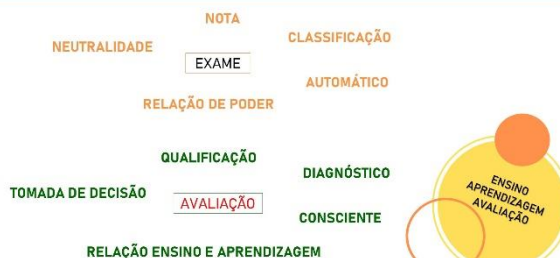 NOTA
NEUTRALIDADE
CLASSIFICAÇÃO
EXAME
AUTOMÁTICO
RELAÇÃO DE PODER
QUALIFICAÇÃO
DIAGNÓSTICO
TOMADA DE DECISÃO
AVALIAÇÃO
CONSCIENTE
RELAÇÃO ENSINO E APRENDIZAGEM
ENSINO
APRENDIZAGEM
AVALIAÇÃO